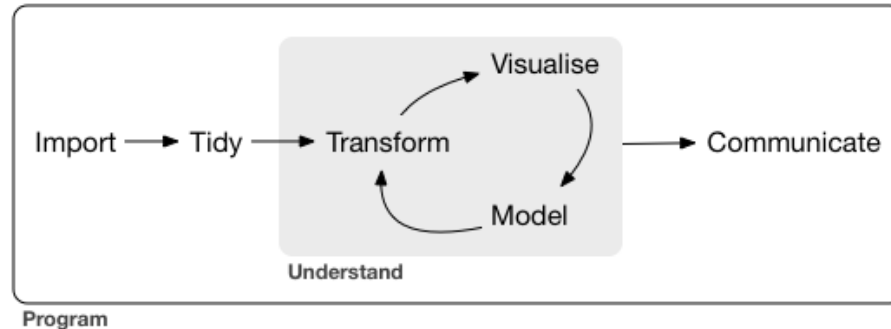 Visualise
Import
Tidy
Transform
Communicate
Model
Understand
Program